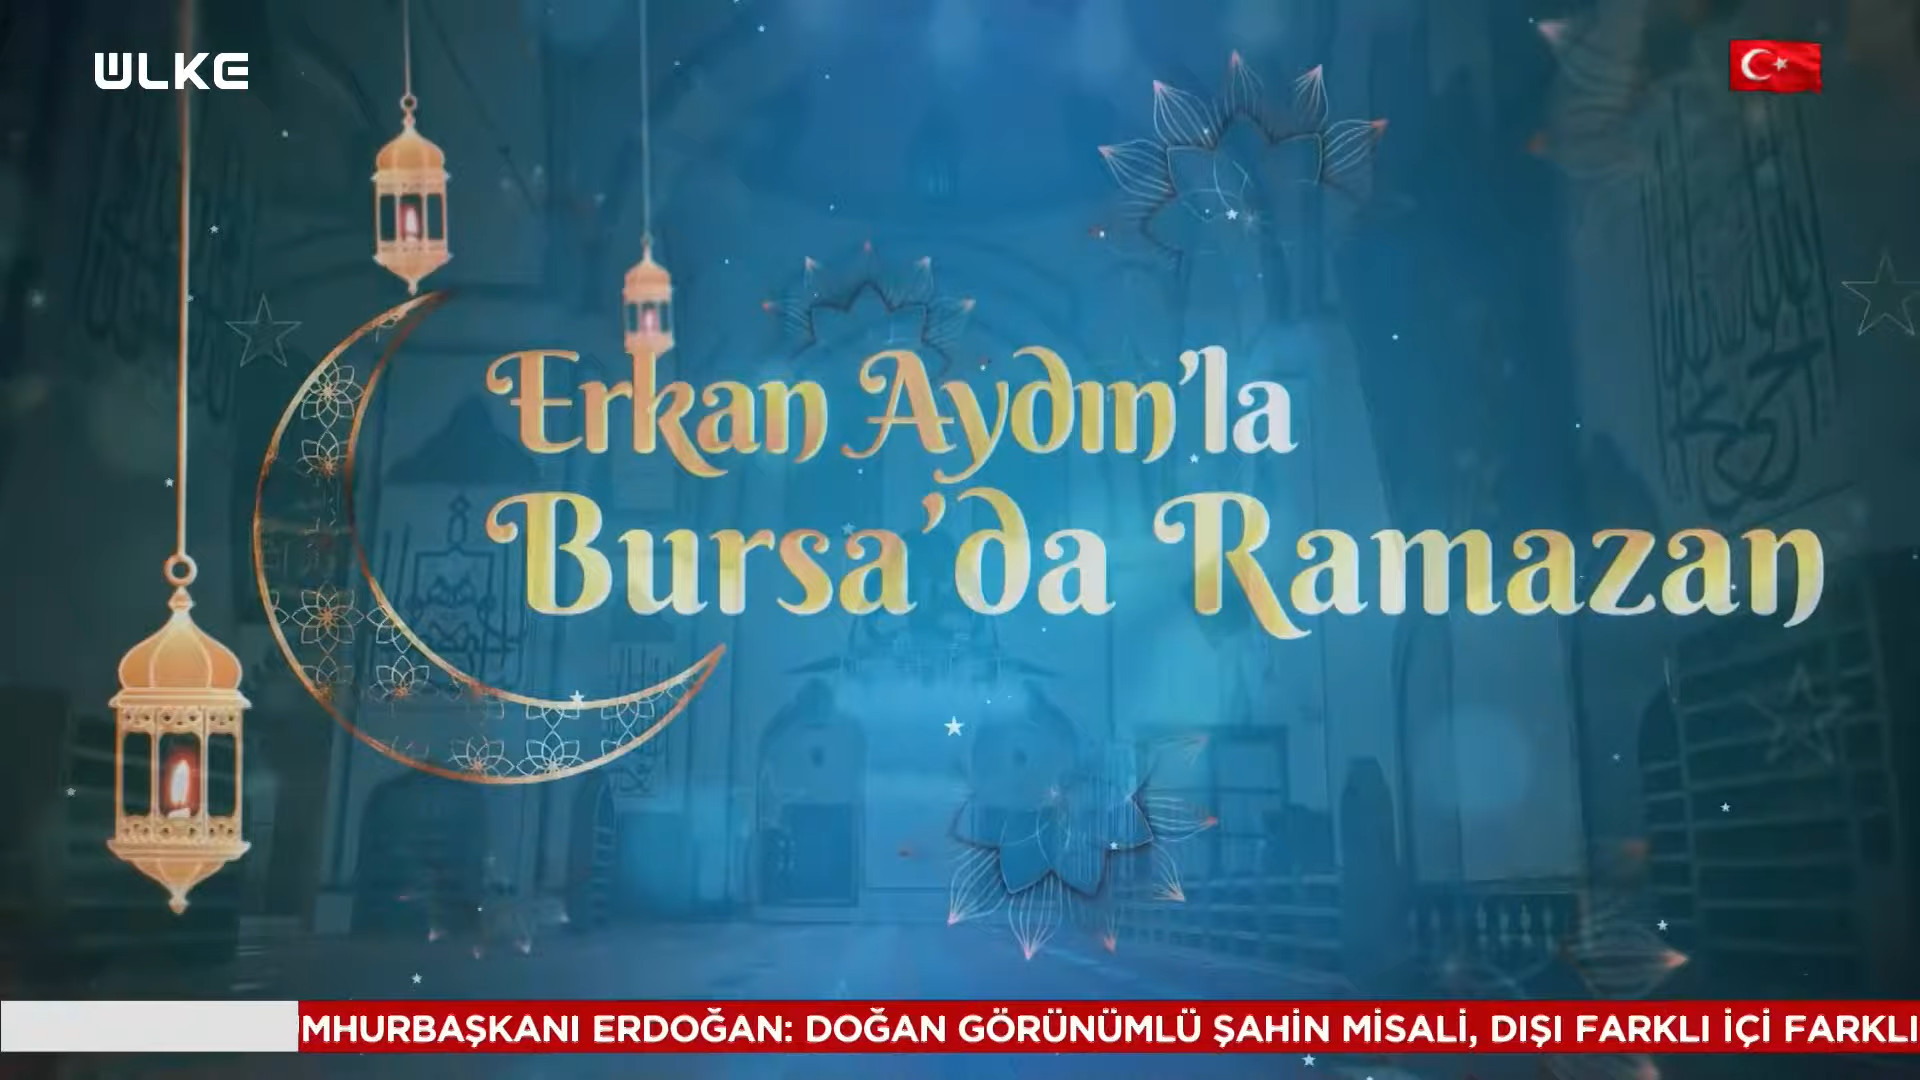 ÜLKE
Erkan Aydın'la
Bursa'da Ramazan
MHURBAŞKANI ERDOĞAN: DOĞAN GÖRÜNÜMLÜ ŞAHİN MİSALİ, DIŞI FARKLI İÇİ FARKLI